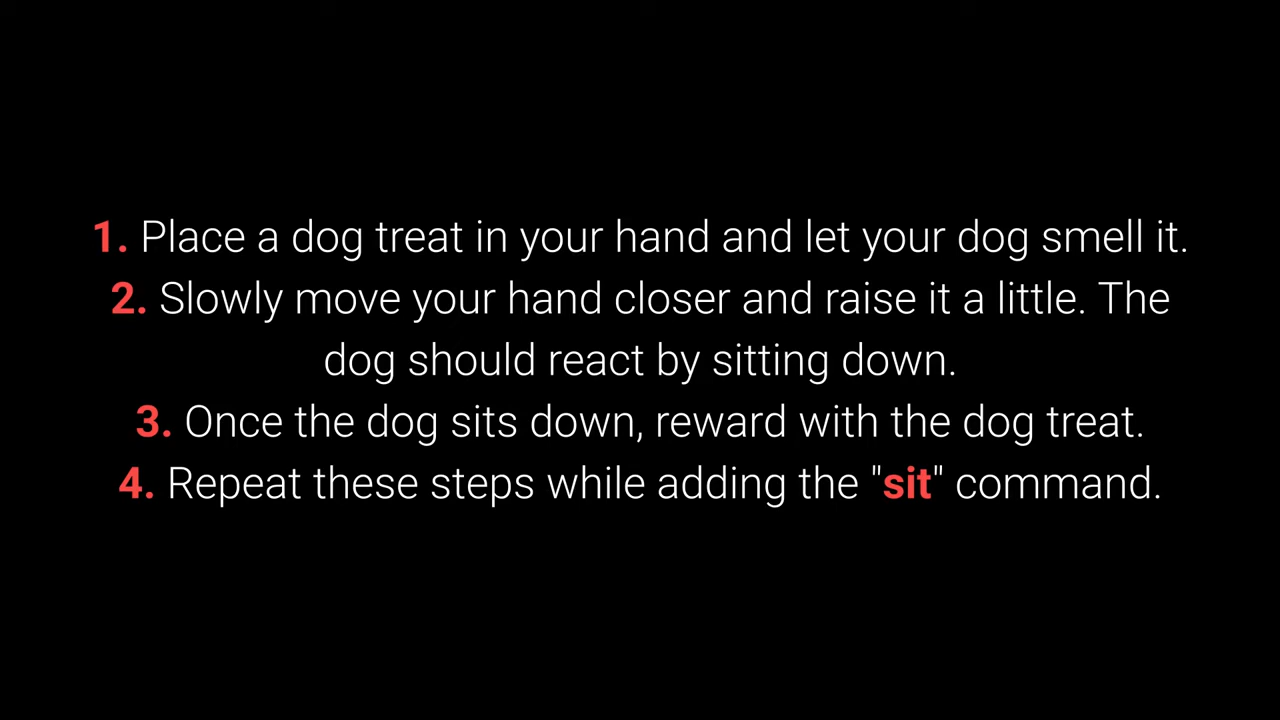 1. Place a dog treat in your hand and let your dog smell it.
2. Slowly move your hand closer and raise it a little. The
dog should react by sitting down.
3. Once the dog sits down, reward with the dog treat.
4. Repeat these steps while adding the "sit" command.